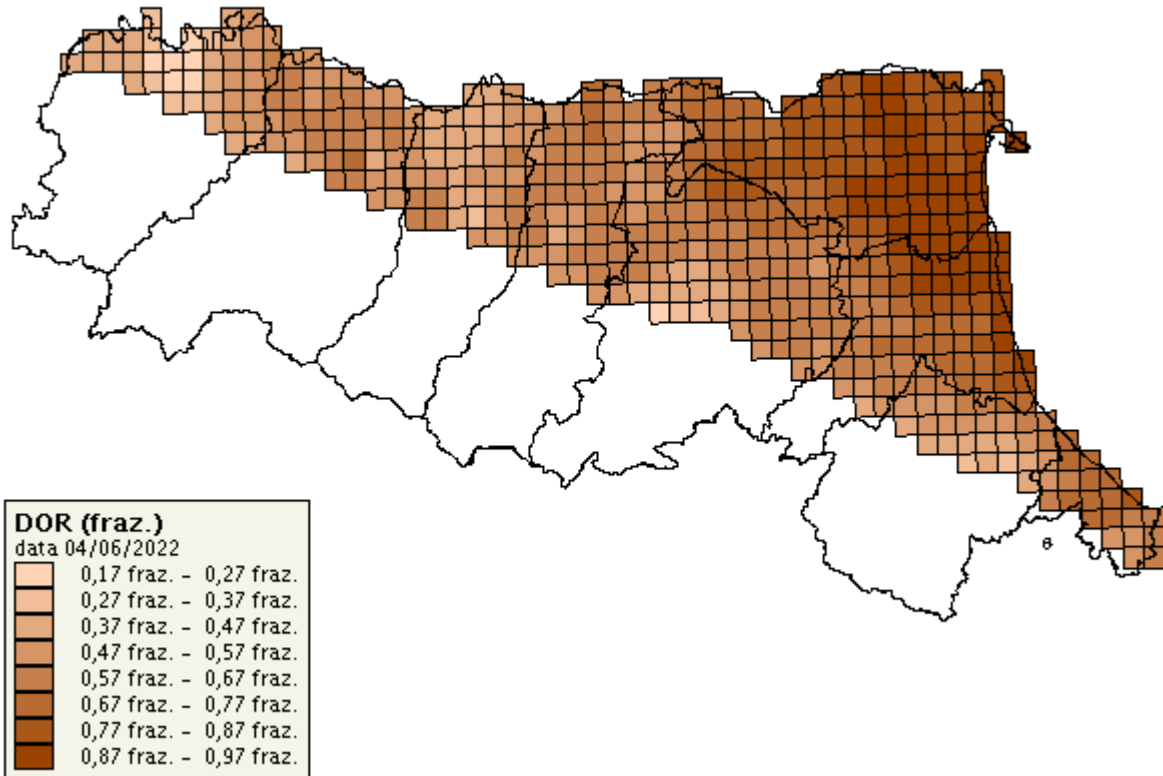 DOR (fraz.)
data 04/06/2022
0,17 fraz. - 0,27 fraz.
0,27 fraz. - 0,37 fraz.
0,37 fraz. - 0,47 fraz.
0,47 fraz. - 0,57 fraz.
0,57 fraz. - 0,67 fraz.
0,67 fraz. - 0,77 fraz.
0,77 fraz. - 0,87 fraz.
0,87 fraz. - 0,97 fraz.